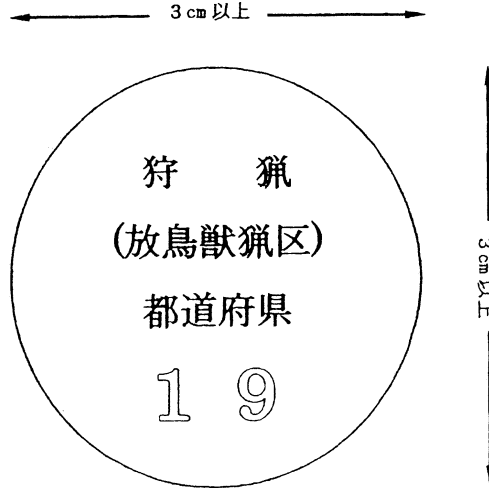 3cm以上
狩　猟
(放鳥獣猟区)
都道府県
19
3cm以上